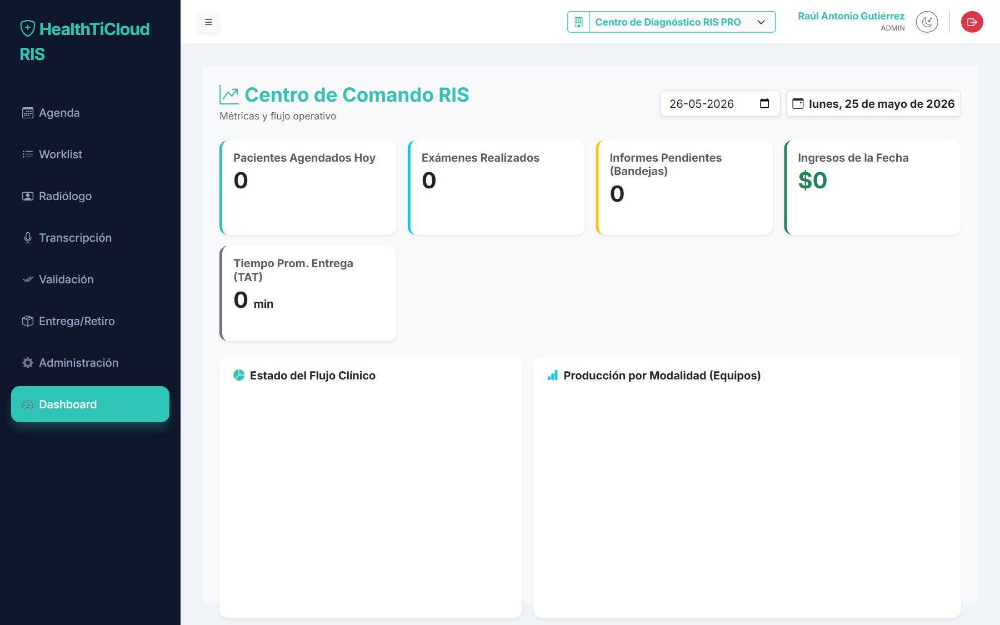 HealthTiCloud
RIS
Agenda
Worklist
Radiólogo
Transcripción
Validación
Entrega/Retiro
Administración
Dashboard
Centro de Diagnóstico RIS PRO
Raúl Antonio Gutiérrez
ADMIN
Centro de Comando RIS
Métricas y flujo operativo
26-05-2026
lunes, 25 de mayo de 2026
Pacientes Agendados Hoy
0
Exámenes Realizados
0
Informes Pendientes
(Bandejas)
0
Ingresos de la Fecha
$0
Tiempo Prom. Entrega
(TAT)
0 min
Estado del Flujo Clínico
Producción por Modalidad (Equipos)